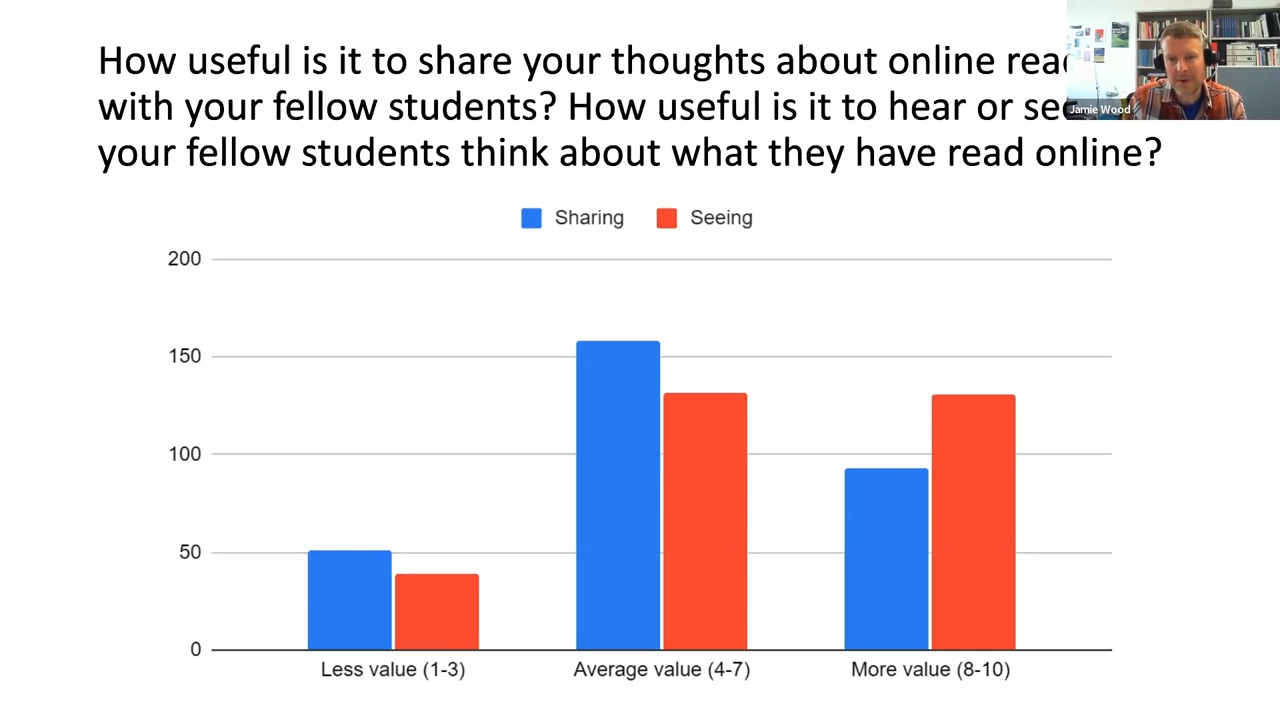 How useful is it to share your thoughts about online
with your fellow students? How useful is it to hear or
your fellow students think about what they have read online?
Jamie Wood
Sharing
Seeing
200
150
100
50
0
Less value (1-3)
Average value (4-7)
More value (8-10)